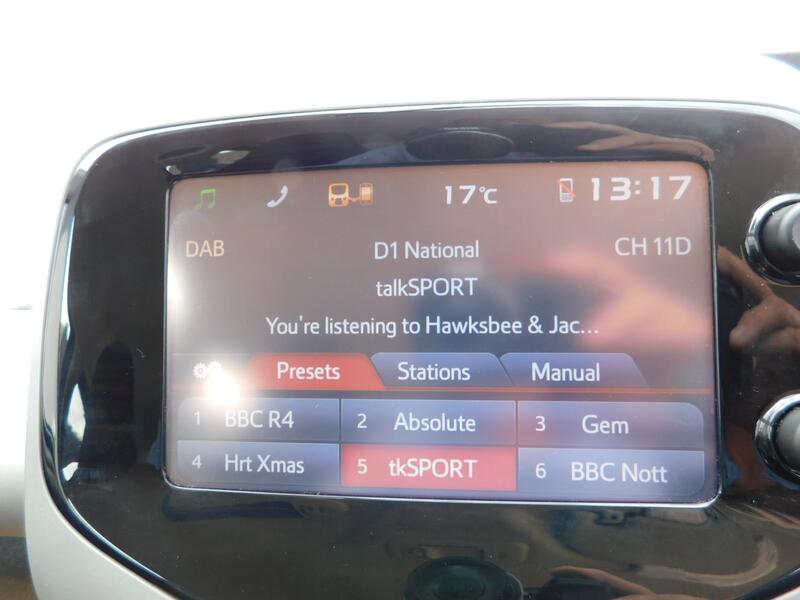 17°C 13:17
DAB D1 National CH 11D
talkSPORT
You're listening to Hawksbee & Jac...
Presets Stations Manual
1 BBC R4 2 Absolute 3 Gem
4 Hrt Xmas 5 tkSPORT 6 BBC Nott